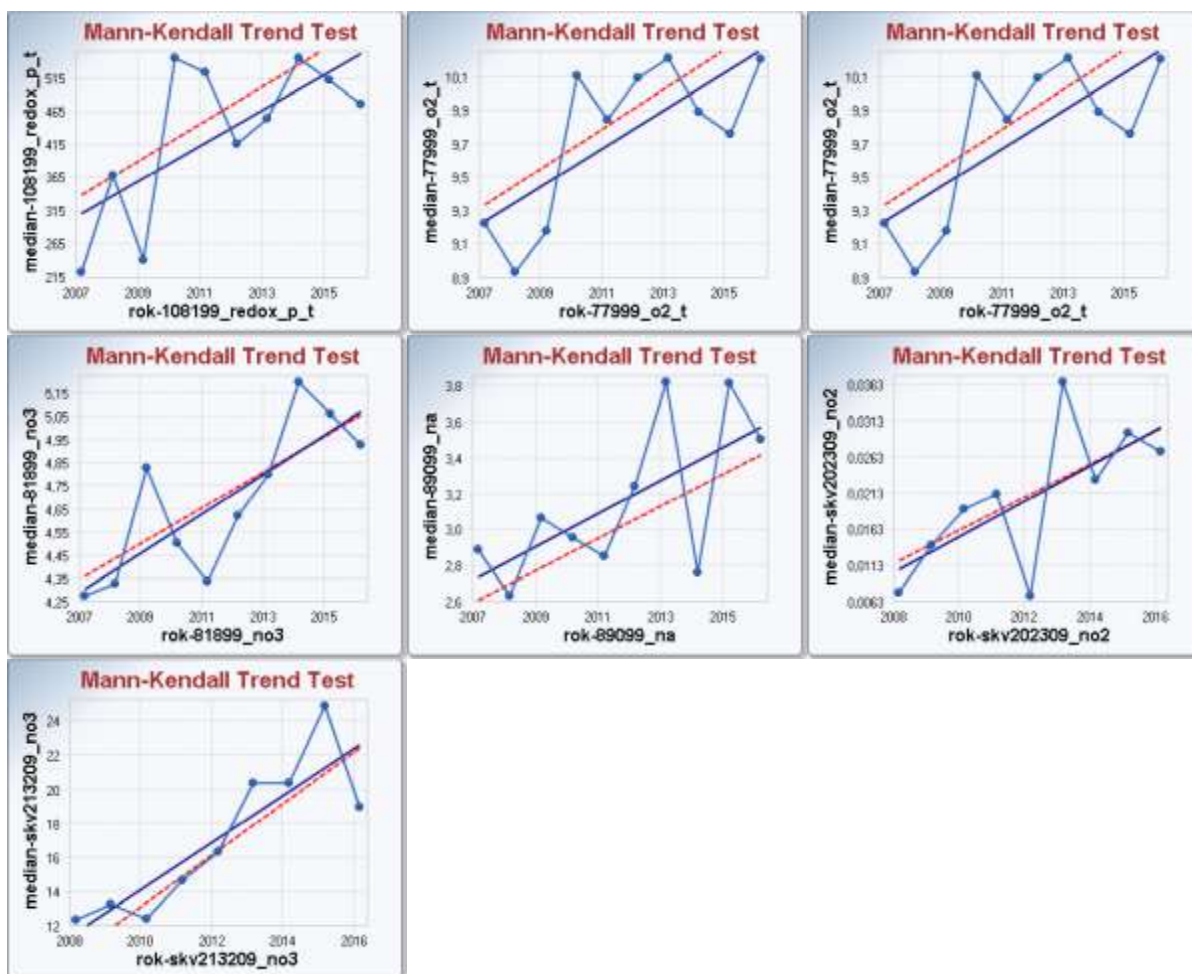 Mann-Kendall Trend Test
median-108199_redox_p_t
515
465
415
365
315
265
215
2007 2009 2011 2013 2015
rok-108199_redox_p_t
Mann-Kendall Trend Test
median-77999_o2_t
10,1
9,9
9,7
9,5
9,3
9,1
8,9
2007 2009 2011 2013 2015
rok-77999_o2_t
Mann-Kendall Trend Test
median-77999_o2_t
10,1
9,9
9,7
9,5
9,3
9,1
8,9
2007 2009 2011 2013 2015
rok-77999_o2_t
Mann-Kendall Trend Test
median-81899_no3
5,15
5,05
4,95
4,85
4,75
4,65
4,55
4,45
4,35
4,25
2007 2009 2011 2013 2015
rok-81899_no3
Mann-Kendall Trend Test
median-89099_na
3,8
3,6
3,4
3,2
3,0
2,8
2,6
2007 2009 2011 2013 2015
rok-89099_na
Mann-Kendall Trend Test
median-skv202309_no2
0,0363
0,0313
0,0263
0,0213
0,0163
0,0113
0,0063
2008 2010 2012 2014 2016
rok-skv202309_no2
Mann-Kendall Trend Test
median-skv213209_no3
24
22
20
18
16
14
12
2008 2010 2012 2014 2016
rok-skv213209_no3